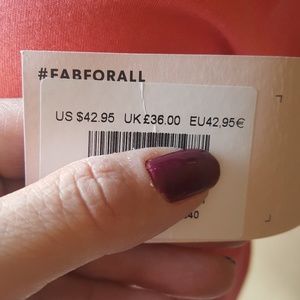 #FABFORALL
US $42.95 UK £36.00 EU42,95€